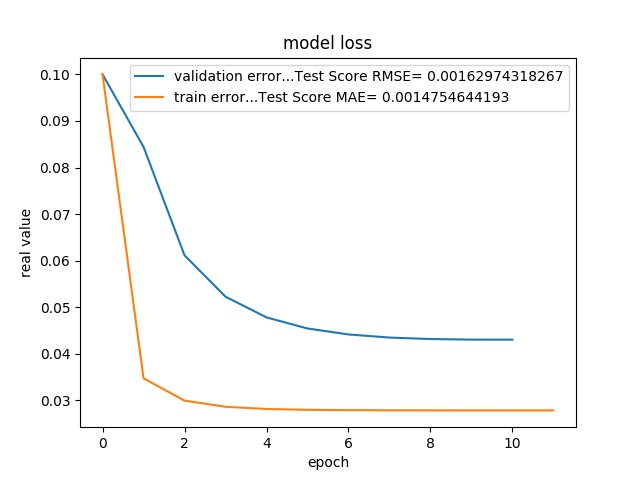 model loss
validation error...Test Score RMSE= 0.00162974318267
train error...Test Score MAE= 0.0014754644193
0.10
0.09
0.08
0.07
0.06
0.05
0.04
0.03
real value
0 2 4 6 8 10
epoch